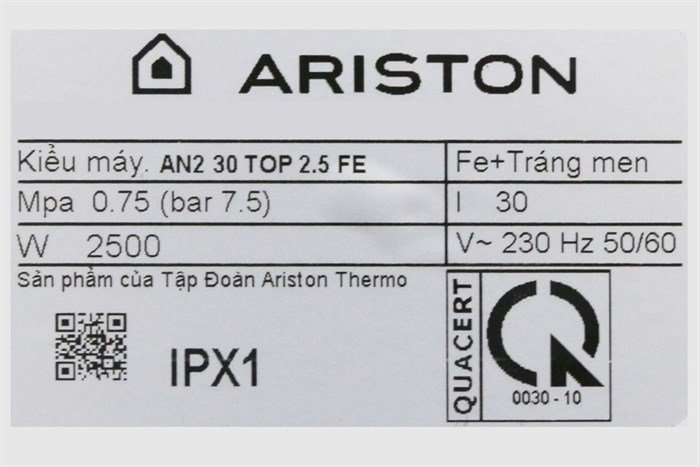 ARISTON
Kiểu máy. AN2 30 TOP 2.5 FE
Fe+Tráng men
Mpa 0.75 (bar 7.5)
l 30
W 2500
V~ 230 Hz 50/60
Sản phẩm của Tập Đoàn Ariston Thermo
IPX1
QUACERT
0030 - 10